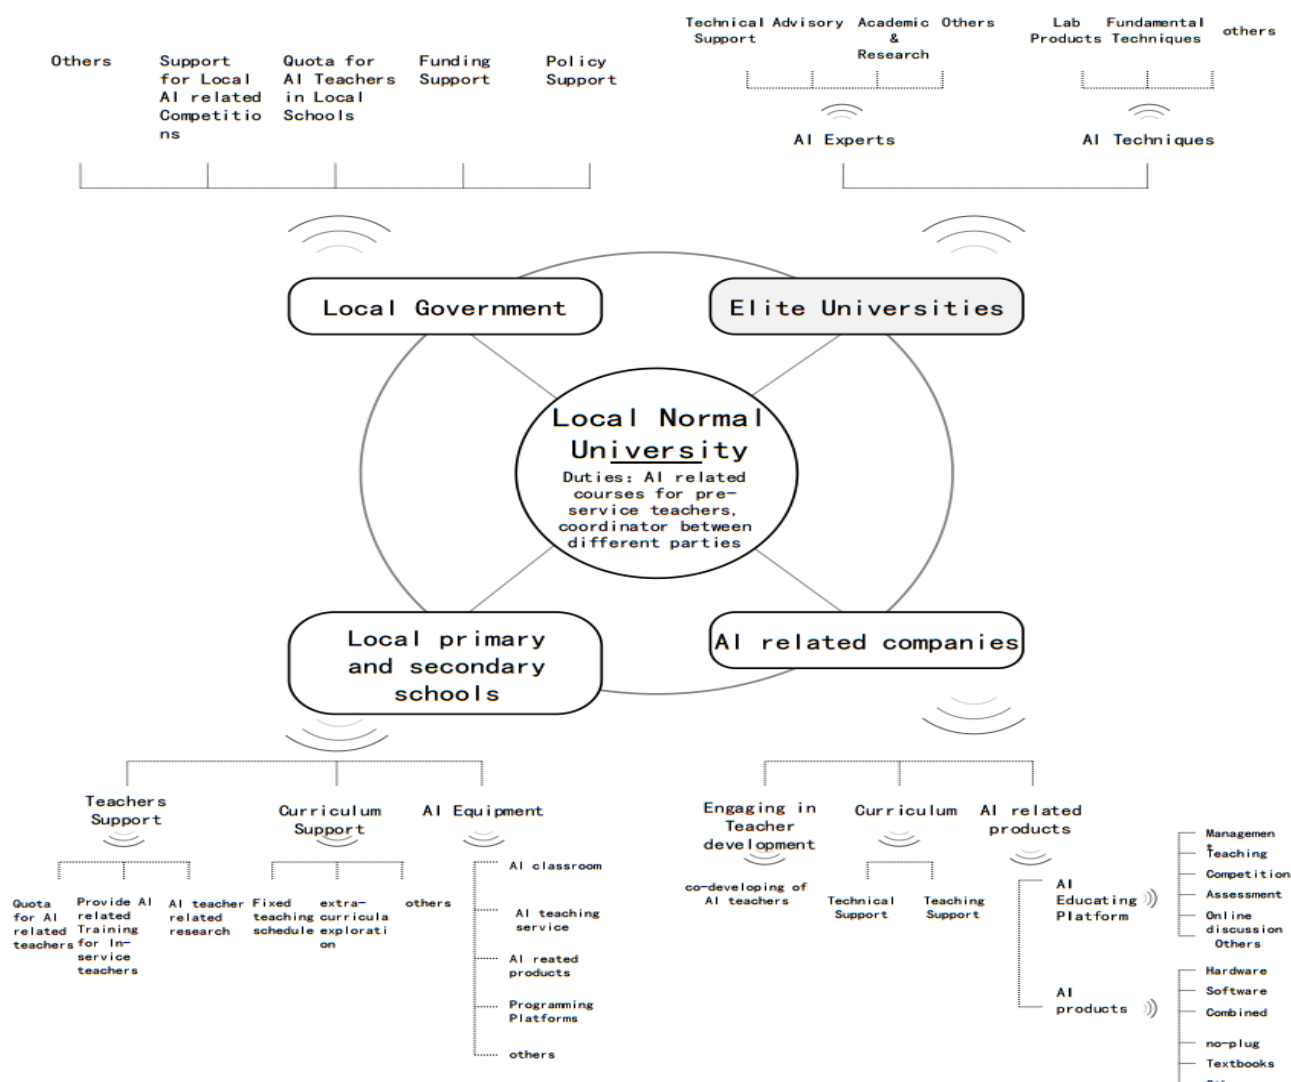 Others
Support
for Local
AI related
Competitio
ns
Quota for
AI Teachers
in Local
Schools
Funding
Support
Policy
Support
Technical
Support
Advisory
Academic
&
Research
Others
Lab
Products
Fundamental
Techniques
others
AI Experts
AI Techniques
Local Government
Elite Universities
Local Normal
University
Duties: AI related
courses for pre-
service teachers,
coordinator between
different parties
Local primary
and secondary
schools
AI related companies
Teachers
Support
Curriculum
Support
AI Equipment
Quota
for AI
related
teachers
Provide AI
related
Training
for In-
service
teachers
AI teacher
related
research
Fixed
teaching
schedule
extra-
curricula
explorati
on
others
AI classroom
AI teaching
service
AI reated
products
Programming
Platforms
others
Engaging in
Teacher
development
co-developing of
AI teachers
Curriculum
Technical
Support
Teaching
Support
AI related
products
AI
Educating
Platform
Managemen
t
Teaching
Competition
Assessment
Online
discussion
Others
AI
products
Hardware
Software
Combined
no-plug
Textbooks